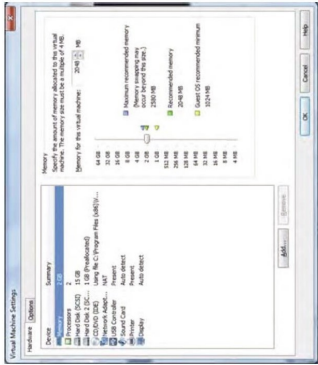 Virtual Machine Settings
Hardware Options
Device Summary
Memory 1 GB
Processors 2
Hard Disk (SCSI) 15 GB
Hard Disk 2 (SC... 1 GB (Preallocated)
CD/DVD (IDE) Using file C:\Program Files (x86)\V...
Network Adapt... NAT
USB Controller Present
Sound Card Auto detect
Printer Present
Display Auto detect
Add...
Remove
Memory
Specify the amount of memory allocated to this virtual
machine. The memory size must be a multiple of 4 MB.
Memory for this virtual machine: 2048 MB
64 GB
32 GB
16 GB
8 GB
4 GB
2 GB
1 GB
512 MB
256 MB
128 MB
64 MB
32 MB
16 MB
8 MB
4 MB
Maximum recommended memory
(Memory swapping may
occur beyond this size.)
2560 MB
Recommended memory
2048 MB
Guest OS recommended minimum
1024 MB
OK
Cancel
Help